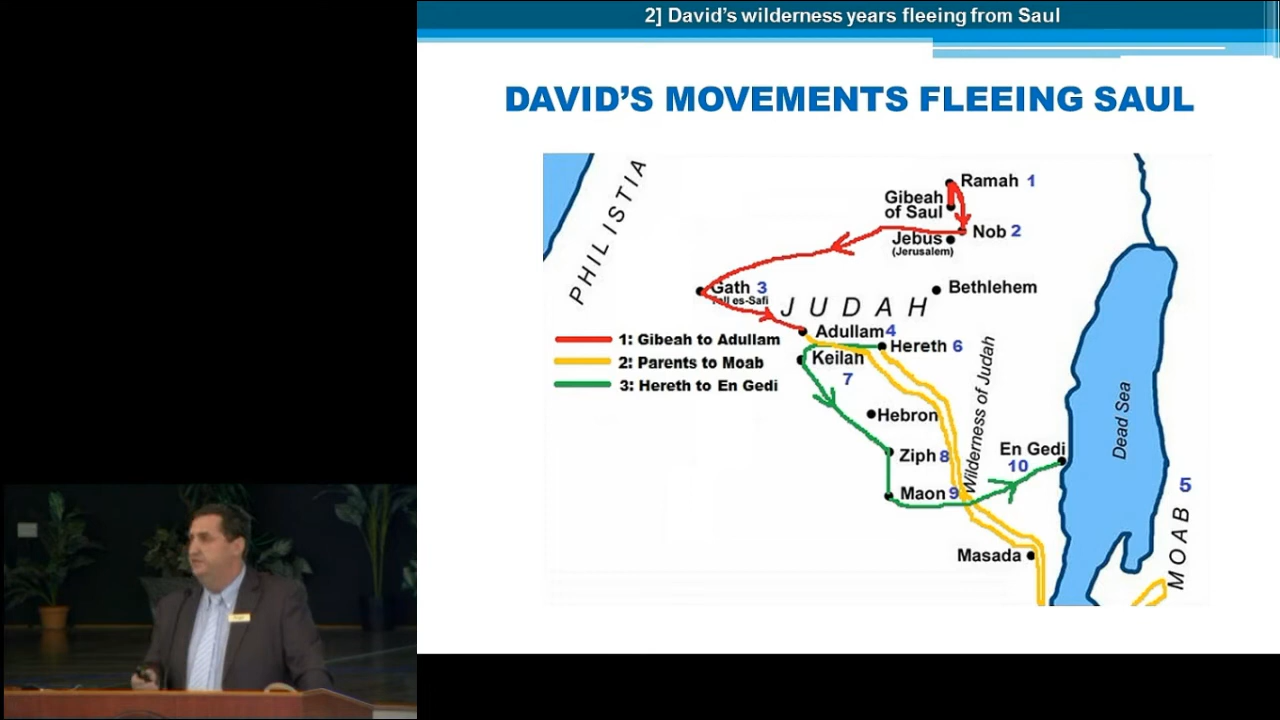 2] David's wilderness years fleeing from Saul
DAVID'S MOVEMENTS FLEEING SAUL
PHILISTIA
Ramah 1
Gibeah
of Saul
Nob 2
Jebus
(Jerusalem)
Gath 3
Tell es-Safi
Bethlehem
JUDAH
Adullam 4
Hereth 6
Keilah
7
1: Gibeah to Adullam
2: Parents to Moab
3: Hereth to En Gedi
Wilderness of Judah
Hebron
Ziph 8
Maon 9
En Gedi
10
Dead Sea
5
MOAB
Masada